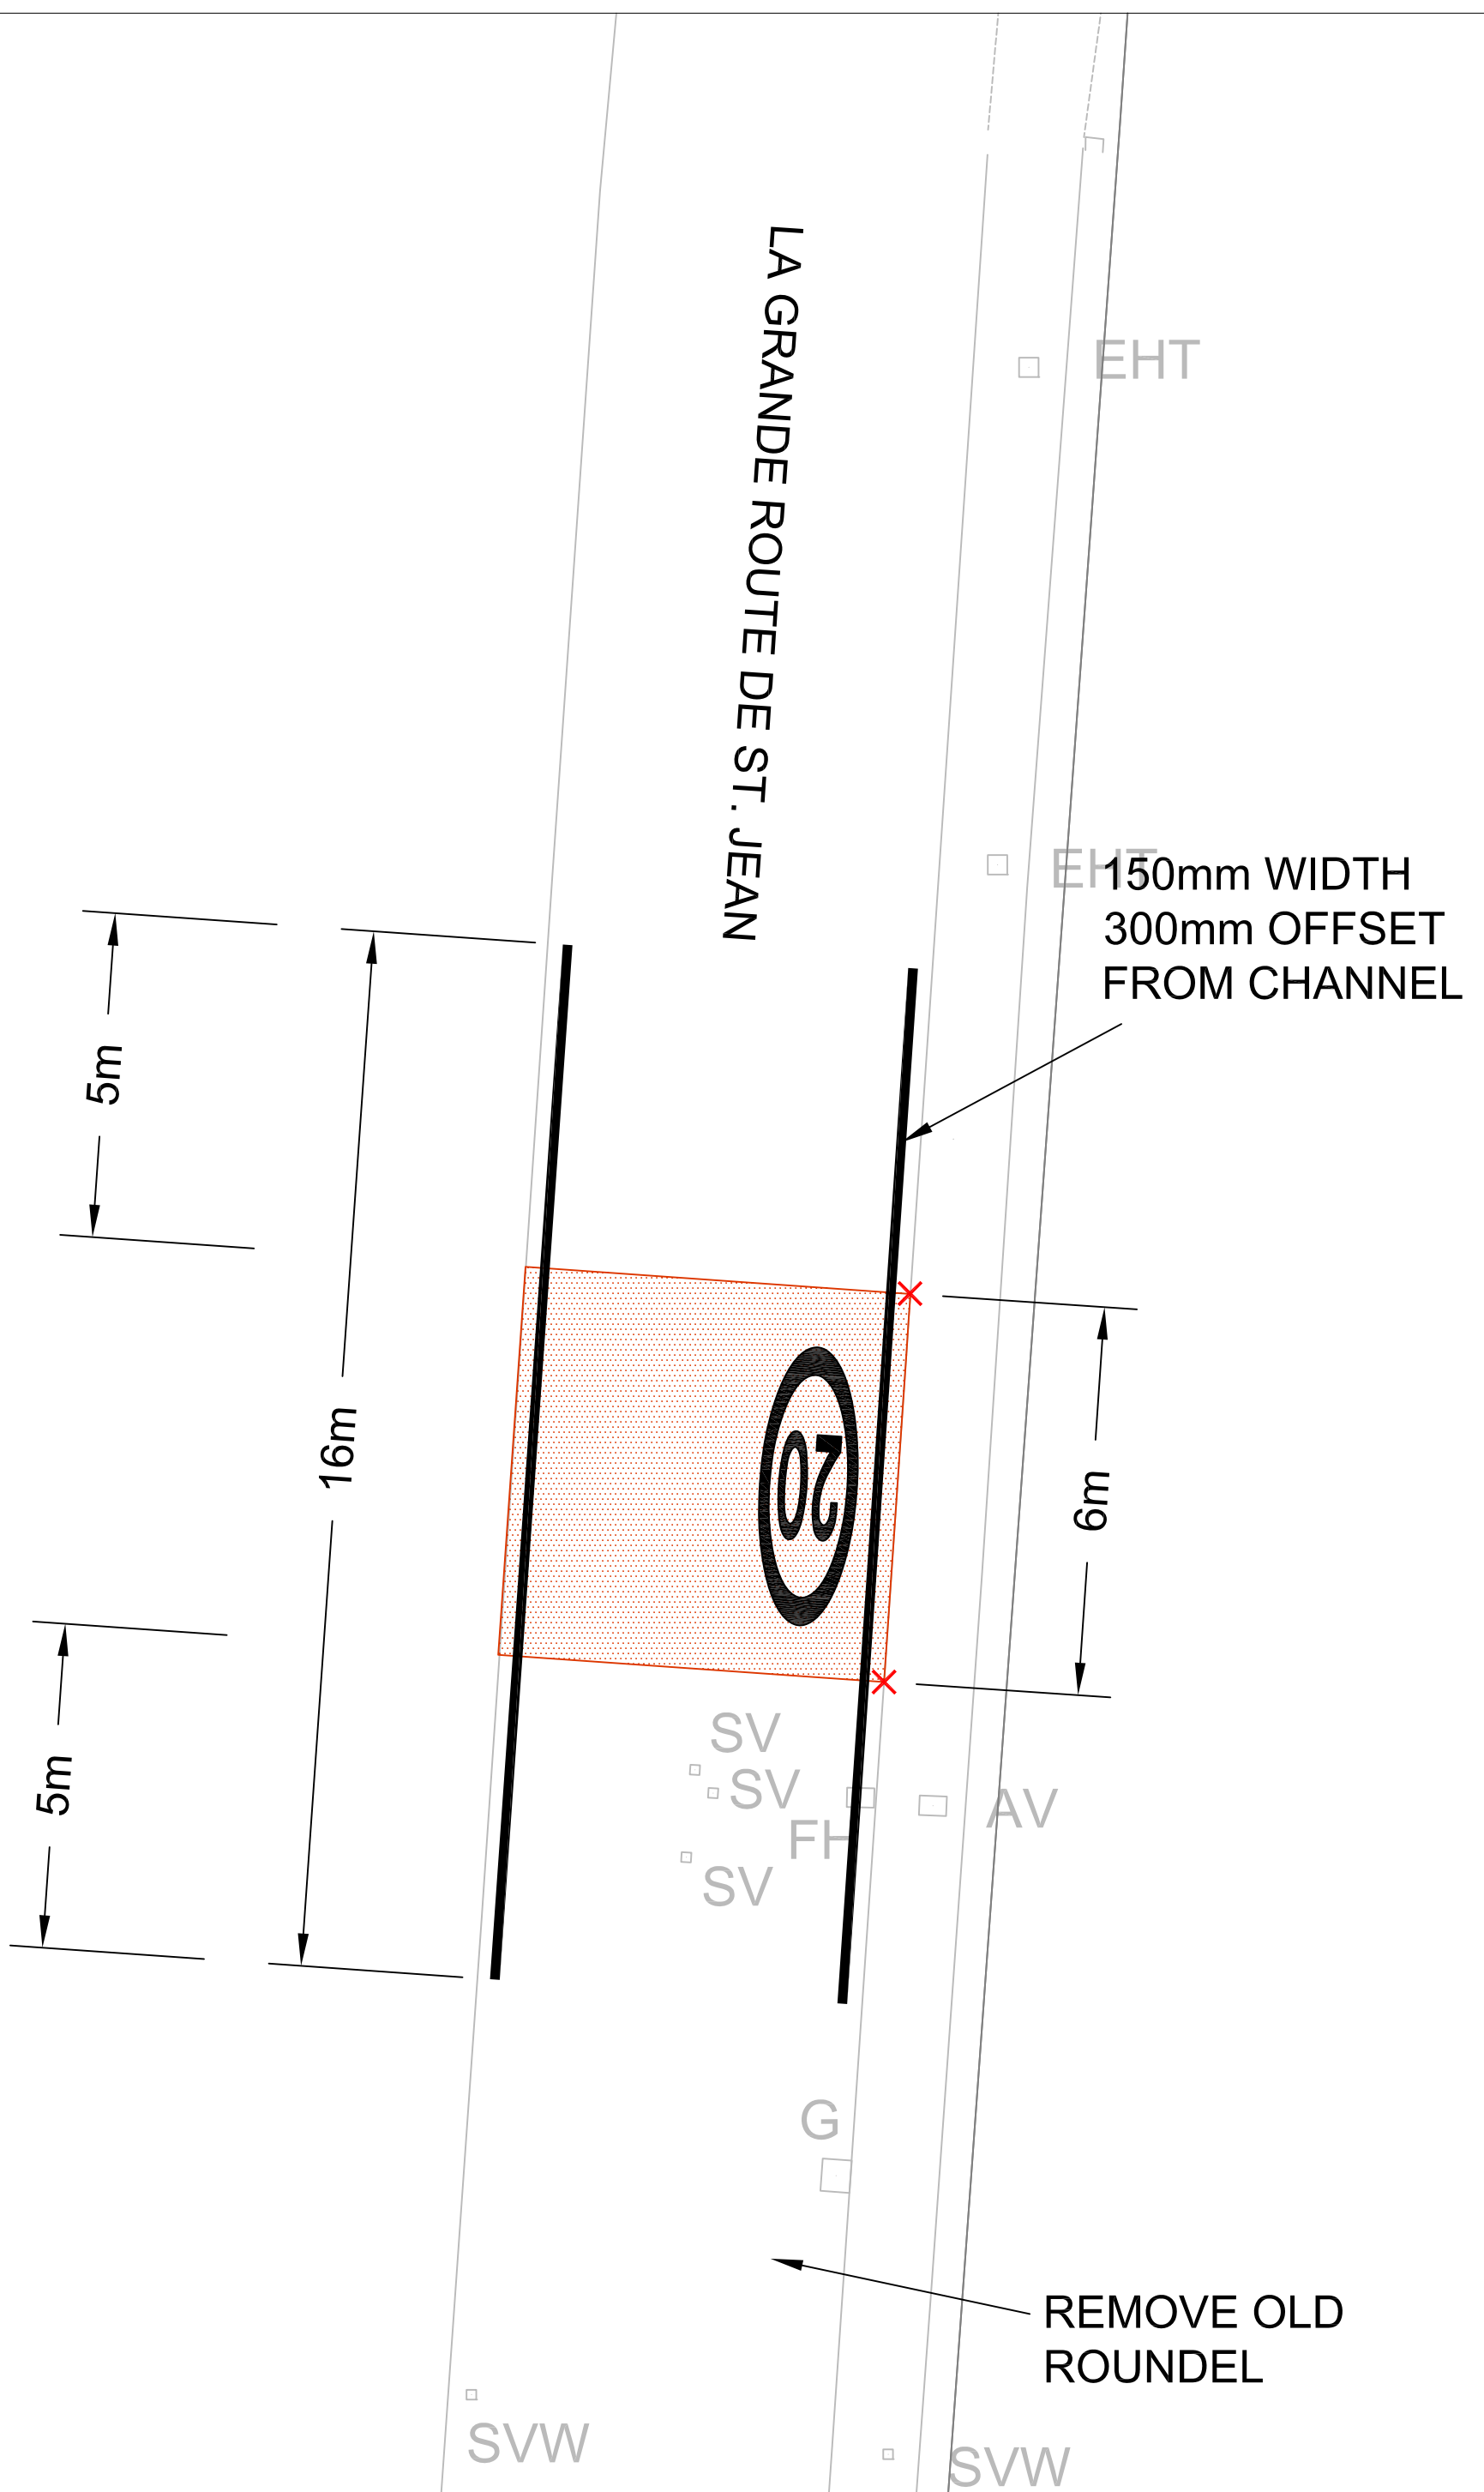 LA GRANDE ROUTE DE ST. JEAN
EHT
EHT
150mm WIDTH
300mm OFFSET
FROM CHANNEL
5m
16m
20
6m
5m
SV
SV
AV
FH
SV
G
REMOVE OLD
ROUNDEL
SVW
SVW